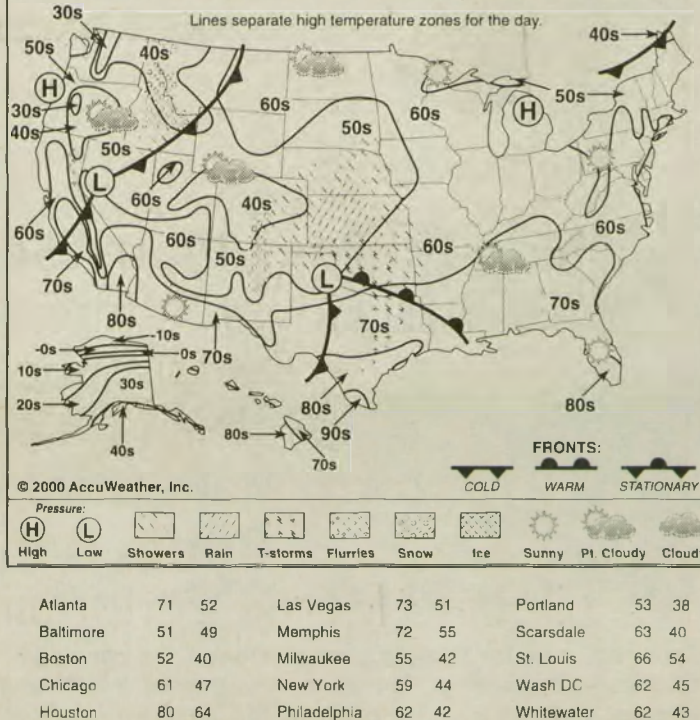 Lines separate high temperature zones for the day.
30s
50s
40s
40s
H
30s
40s
50s
60s
50s
60s
50s
H
L
60s
40s
60s
60s
50s
60s
60s
70s
L
80s
70s
70s
70s
-10s
-0s
0s
10s
30s
20s
40s
80s
90s
80s
80s
70s
FRONTS:
COLD WARM STATIONARY
© 2000 AccuWeather, Inc.
Pressure:
H L
High Low Showers Rain T-storms Flurries Snow Ice Sunny Pt. Cloudy Cloud
Atlanta 71 52 Las Vegas 73 51 Portland 53 38
Baltimore 51 49 Memphis 72 55 Scarsdale 63 40
Boston 52 40 Milwaukee 55 42 St. Louis 66 54
Chicago 61 47 New York 59 44 Wash DC 62 45
Houston 80 64 Philadelphia 62 42 Whitewater 62 43